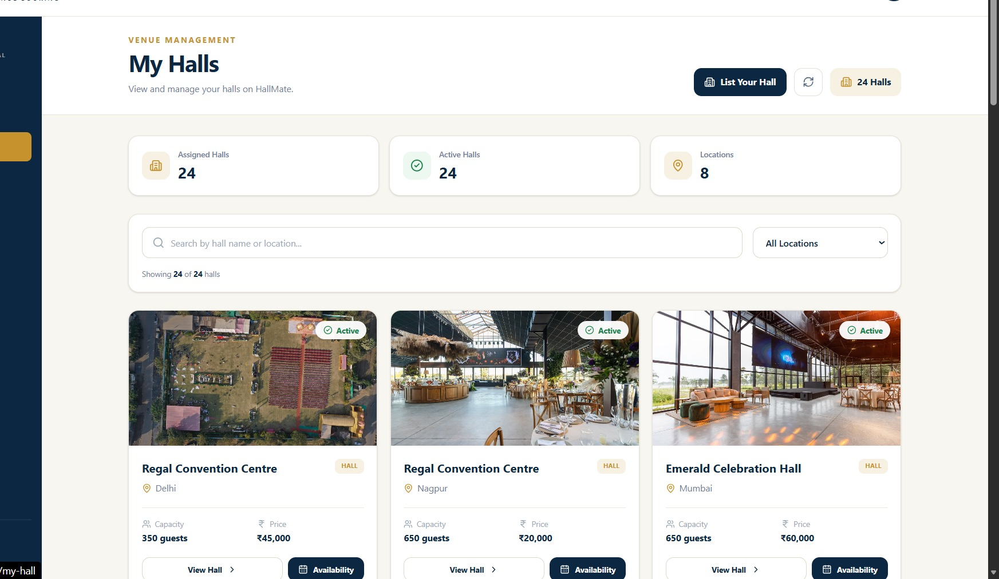 VENUE MANAGEMENT
My Halls
View and manage your halls on HallMate.
List Your Hall
24 Halls
Assigned Halls
24
Active Halls
24
Locations
8
Search by hall name or location...
All Locations
Showing 24 of 24 halls
Active
Active
Active
Regal Convention Centre
HALL
Delhi
Capacity
350 guests
₹ Price
₹45,000
View Hall
Availability
Regal Convention Centre
HALL
Nagpur
Capacity
650 guests
₹ Price
₹20,000
View Hall
Availability
Emerald Celebration Hall
HALL
Mumbai
Capacity
650 guests
₹ Price
₹60,000
View Hall
Availability
/my-hall